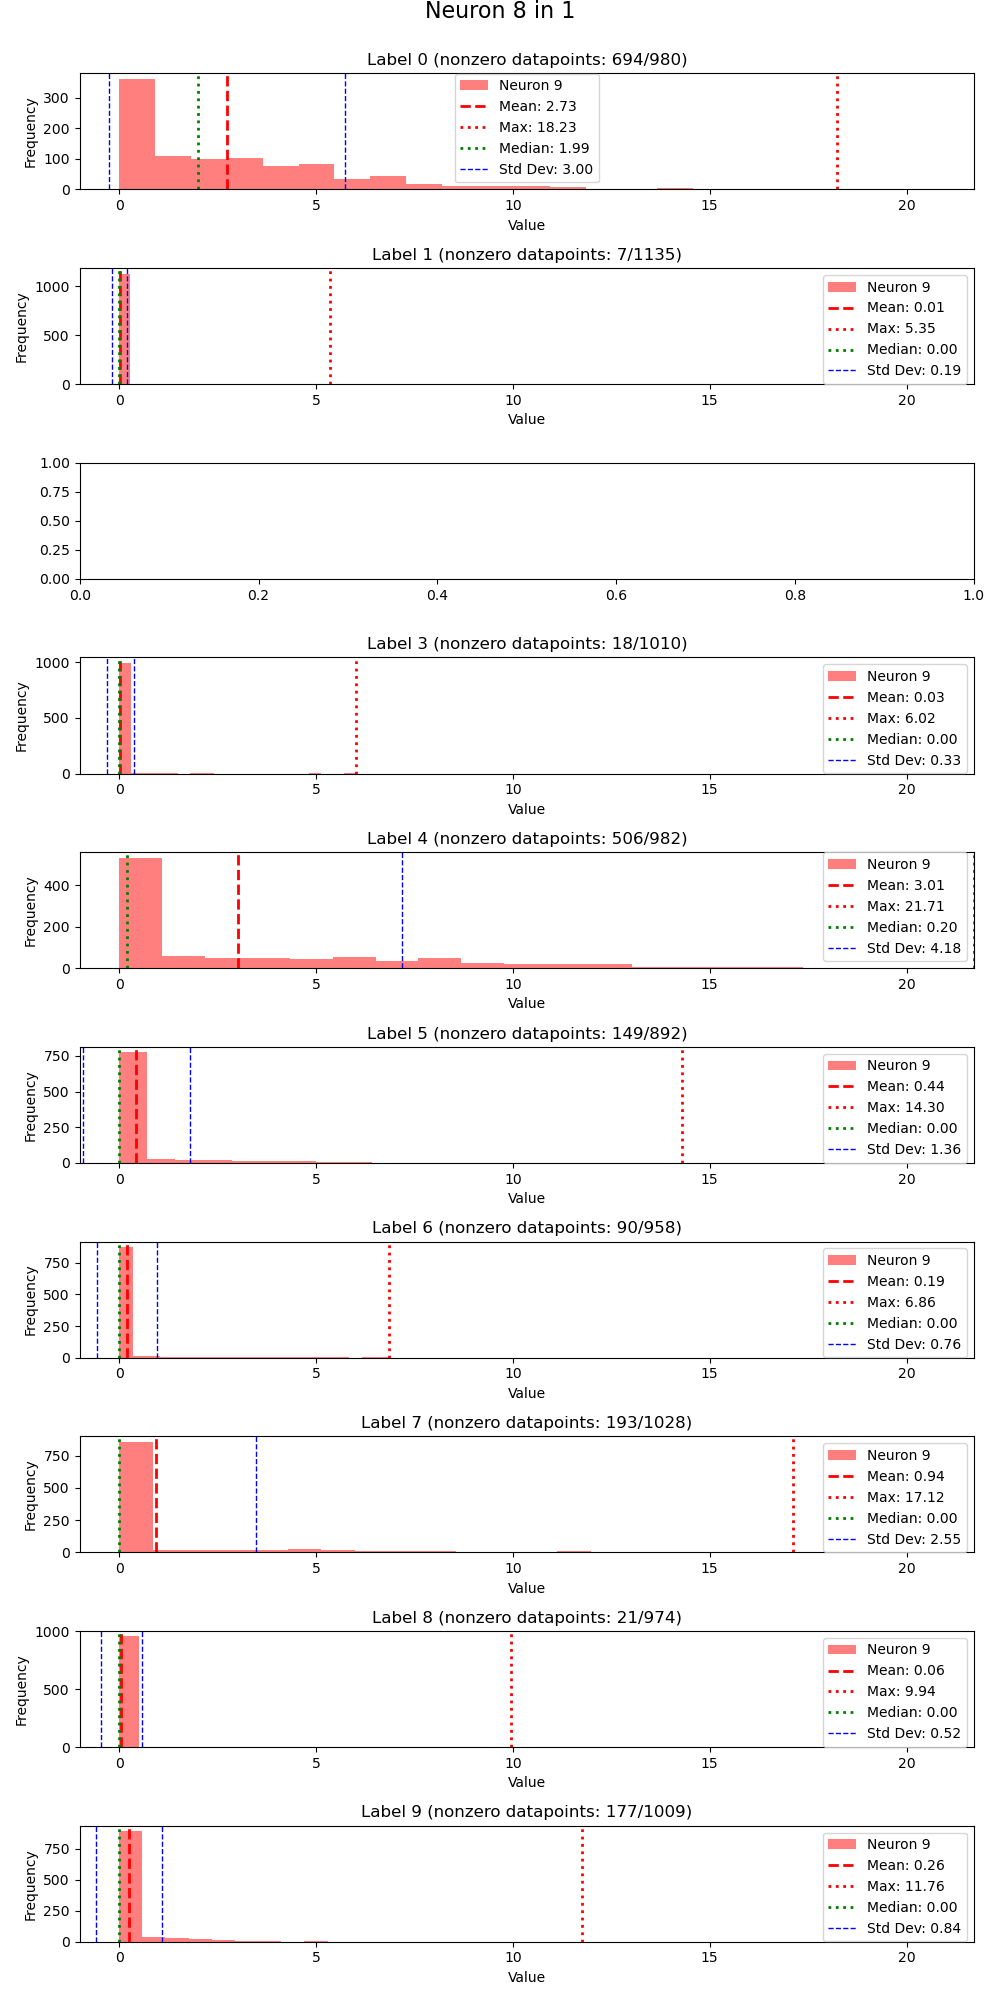 Neuron 8 in 1
Label 0 (nonzero datapoints: 694/980)
Frequency
300
200
100
0
Neuron 9
Mean: 2.73
Max: 18.23
Median: 1.99
Std Dev: 3.00
0 5 10 15 20
Value
Label 1 (nonzero datapoints: 7/1135)
Frequency
1000
500
0
Neuron 9
Mean: 0.01
Max: 5.35
Median: 0.00
Std Dev: 0.19
0 5 10 15 20
Value
1.00
0.75
0.50
0.25
0.00
0.0 0.2 0.4 0.6 0.8 1.0
Label 3 (nonzero datapoints: 18/1010)
Frequency
1000
500
0
Neuron 9
Mean: 0.03
Max: 6.02
Median: 0.00
Std Dev: 0.33
0 5 10 15 20
Value
Label 4 (nonzero datapoints: 506/982)
Frequency
400
200
0
Neuron 9
Mean: 3.01
Max: 21.71
Median: 0.20
Std Dev: 4.18
0 5 10 15 20
Value
Label 5 (nonzero datapoints: 149/892)
Frequency
750
500
250
0
Neuron 9
Mean: 0.44
Max: 14.30
Median: 0.00
Std Dev: 1.36
0 5 10 15 20
Value
Label 6 (nonzero datapoints: 90/958)
Frequency
750
500
250
0
Neuron 9
Mean: 0.19
Max: 6.86
Median: 0.00
Std Dev: 0.76
0 5 10 15 20
Value
Label 7 (nonzero datapoints: 193/1028)
Frequency
750
500
250
0
Neuron 9
Mean: 0.94
Max: 17.12
Median: 0.00
Std Dev: 2.55
0 5 10 15 20
Value
Label 8 (nonzero datapoints: 21/974)
Frequency
1000
500
0
Neuron 9
Mean: 0.06
Max: 9.94
Median: 0.00
Std Dev: 0.52
0 5 10 15 20
Value
Label 9 (nonzero datapoints: 177/1009)
Frequency
750
500
250
0
Neuron 9
Mean: 0.26
Max: 11.76
Median: 0.00
Std Dev: 0.84
0 5 10 15 20
Value